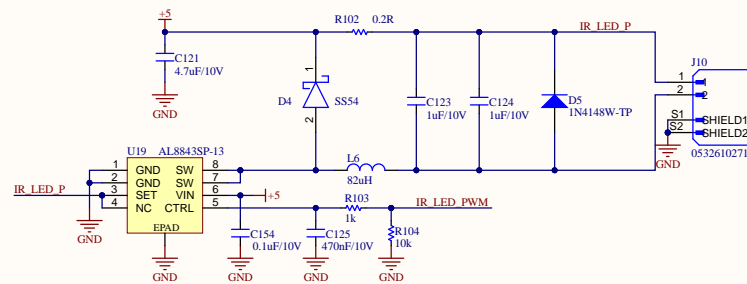 +5
R102
0.2R
IR_LED_P
C121
4.7uF/10V
GND
1
D4
SS54
2
C123
1uF/10V
C124
1uF/10V
D5
1N4148W-TP
J10
1
2
1
2
S1
S2
SHIELD1
SHIELD2
0532610271
GND
U19
AL8843SP-13
1
GND
SW
8
2
GND
SW
7
3
SET
VIN
6
4
NC
CTRL
5
EPAD
IR_LED_P
GND
GND
L6
82uH
+5
R103
1k
IR_LED_PWM
C154
0.1uF/10V
GND
C125
470nF/10V
GND
R104
10k
GND